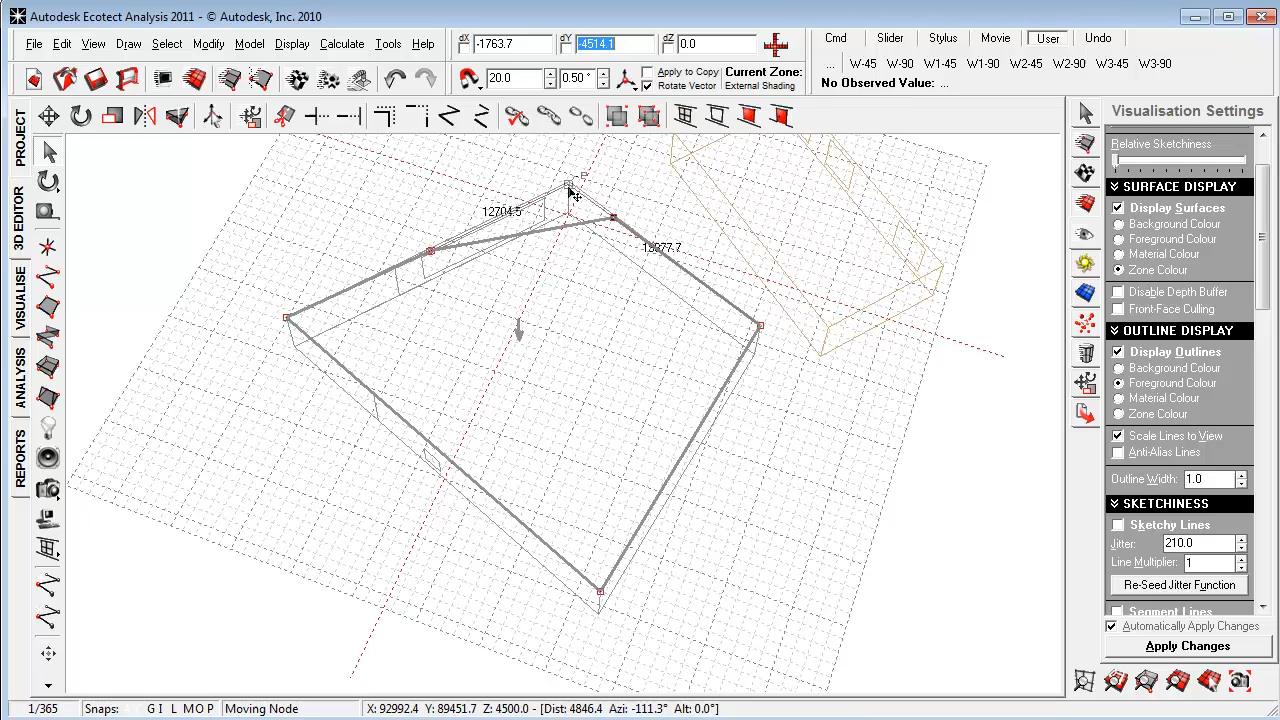 Autodesk Ecotect Analysis 2011 - © Autodesk, Inc. 2010
File Edit View Draw Select Modify Model Display Calculate Tools Help
dX -1763.7 dY -4514.1 dZ 0.0
Cmd Slider Stylus Movie User Undo
... W-45 W-90 W1-45 W1-90 W2-45 W2-90 W3-45 W3-90
20.0 0.50 ° Apply to Copy Rotate Vector Current Zone: External Shading
No Observed Value: ...
PROJECT
3D EDITOR
VISUALISE
ANALYSIS
REPORTS
P
Visualisation Settings
Relative Sketchiness
SURFACE DISPLAY
Display Surfaces
Background Colour
Foreground Colour
Material Colour
Zone Colour
Disable Depth Buffer
Front-Face Culling
OUTLINE DISPLAY
Display Outlines
Background Colour
Foreground Colour
Material Colour
Zone Colour
Scale Lines to View
Anti-Alias Lines
Outline Width: 1.0
SKETCHINESS
Sketchy Lines
Jitter: 210.0
Line Multiplier: 1
Re-Seed Jitter Function
Segment Lines
Automatically Apply Changes
Apply Changes
1/365 Snaps: G I L M O P Moving Node X: 92992.4 Y: 89451.7 Z: 4500.0 - [Dist: 4846.4 Azi: -111.3° Alt: 0.0°]